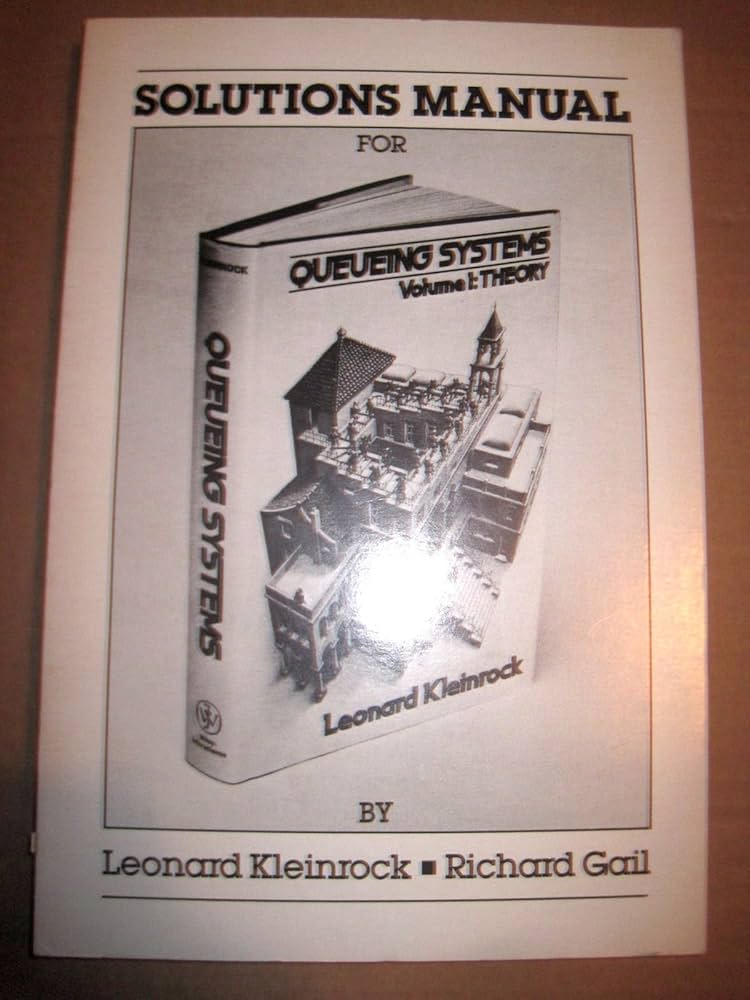 SOLUTIONS MANUAL
FOR
QUEUEING SYSTEMS
Volume I: THEORY
QUEUEING SYSTEMS
Leonard Kleinrock
BY
Leonard Kleinrock ■ Richard Gail